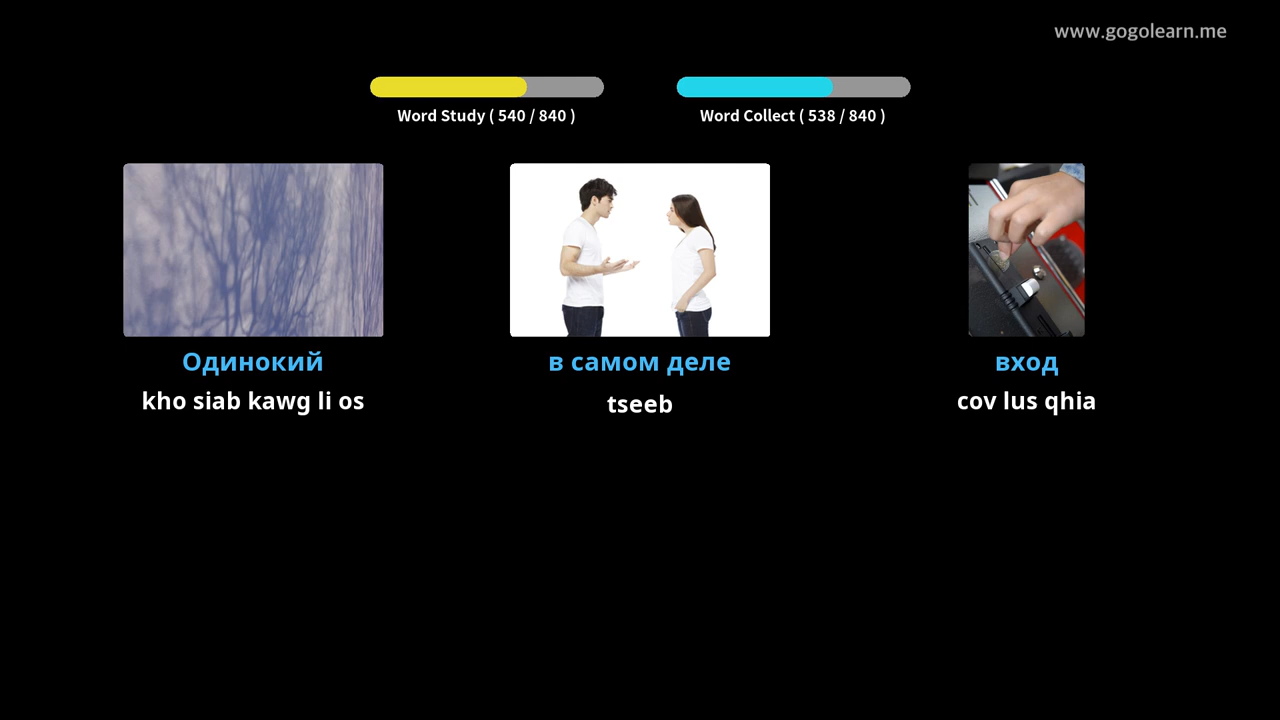 www.gogolearn.me
Word Study ( 540 / 840 )
Word Collect ( 538 / 840 )
Одинокий
kho siab kawg li os
в самом деле
tseeb
вход
cov lus qhia